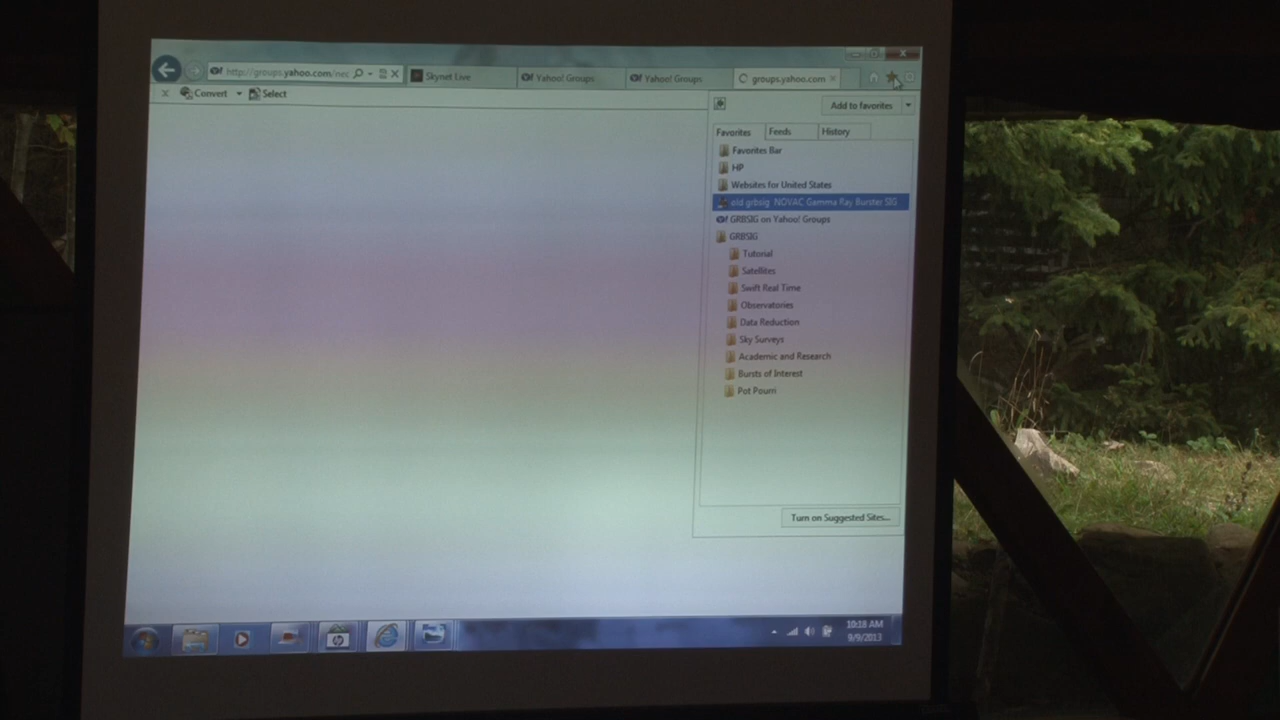 http://groups.yahoo.com/nec
Skynet Live
Yahoo! Groups
Yahoo! Groups
groups.yahoo.com
x Convert Select
Add to favorites
Favorites Feeds History
Favorites Bar
HP
Websites for United States
old grbsig NOVAC Gamma Ray Burster SIG
GRBSIG on Yahoo! Groups
GRBSIG
Tutorial
Satellites
Swift Real Time
Observatories
Data Reduction
Sky Surveys
Academic and Research
Bursts of Interest
Pot Pourri
Turn on Suggested Sites...
10:18 AM
9/9/2013